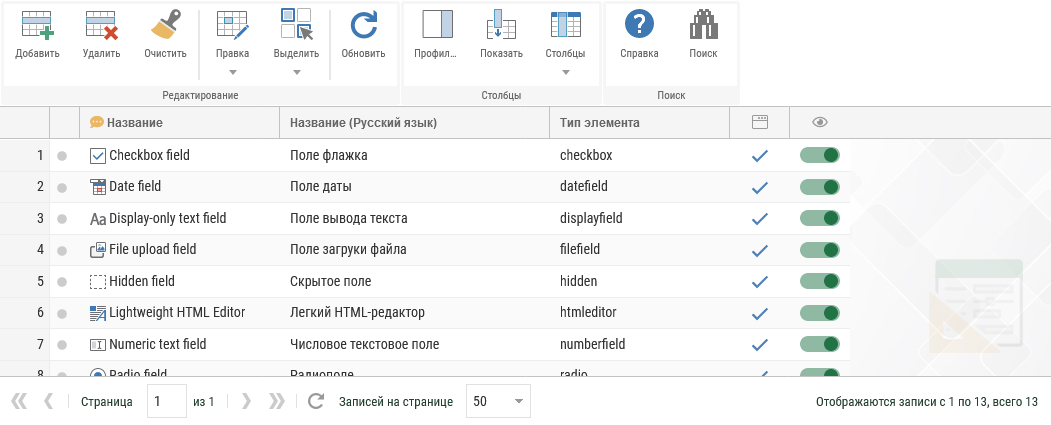 Добавить Удалить Очистить Правка Выделить Обновить Профил... Показать Столбцы Справка Поиск
Редактирование Столбцы Поиск
Название Название (Русский язык) Тип элемента
1 Checkbox field Поле флажка checkbox
2 Date field Поле даты datefield
3 Aa Display-only text field Поле вывода текста displayfield
4 File upload field Поле загруки файла filefield
5 Hidden field Скрытое поле hidden
6 Lightweight HTML Editor Легкий HTML-редактор htmleditor
7 Numeric text field Числовое текстовое поле numberfield
8 Radio field Радиополе radio
Страница 1 из 1 Записей на странице 50 Отображаются записи с 1 по 13, всего 13